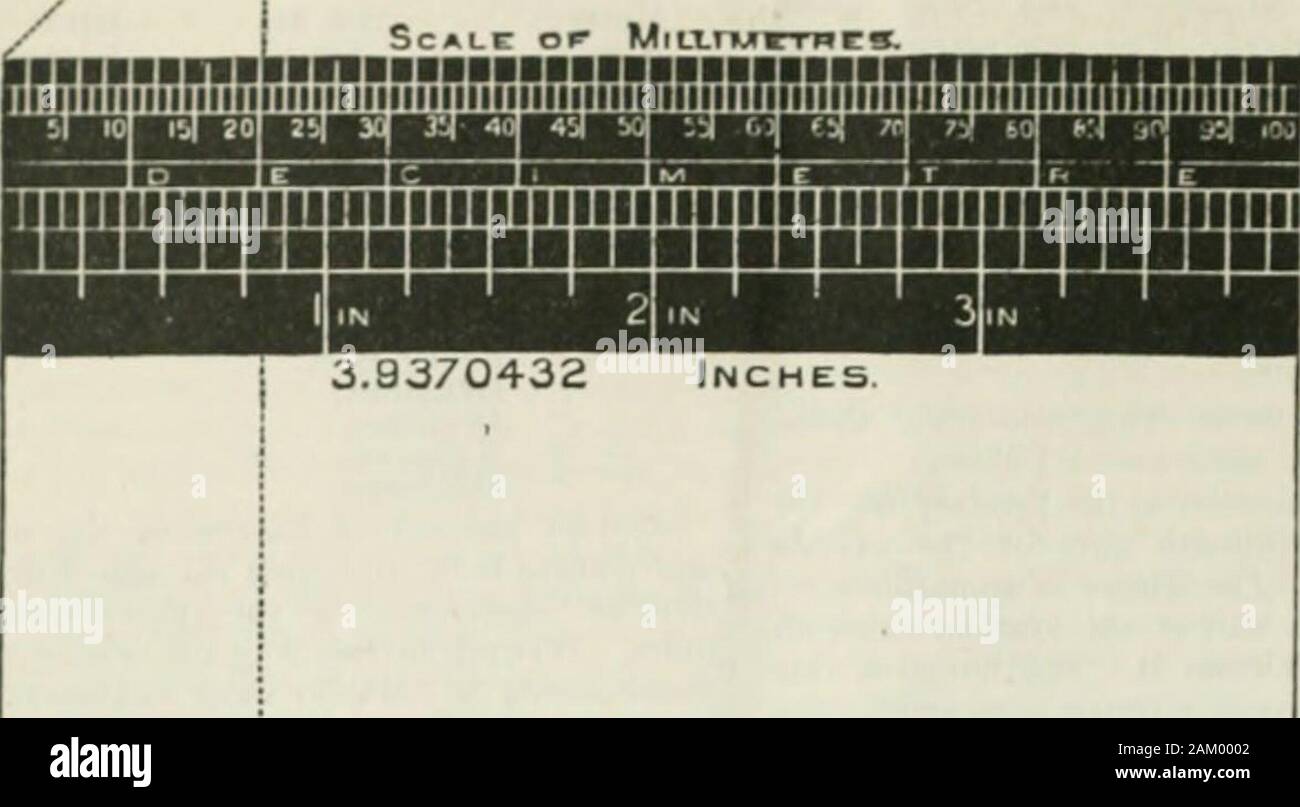 SCALE OF MILLIMETRES.
5 10 15 20 25 30 35 40 45 50 55 60 65 70 75 80 85 90 95 100
D E C I M E T R E
1 IN 2 IN 3 IN
3.9370432 INCHES.
a alamy a a alamy a
a alamy a a alamy a
a alamy a
a a a a
alamy a a alamy a
alamy
Image ID: 2AM0002
www.alamy.com